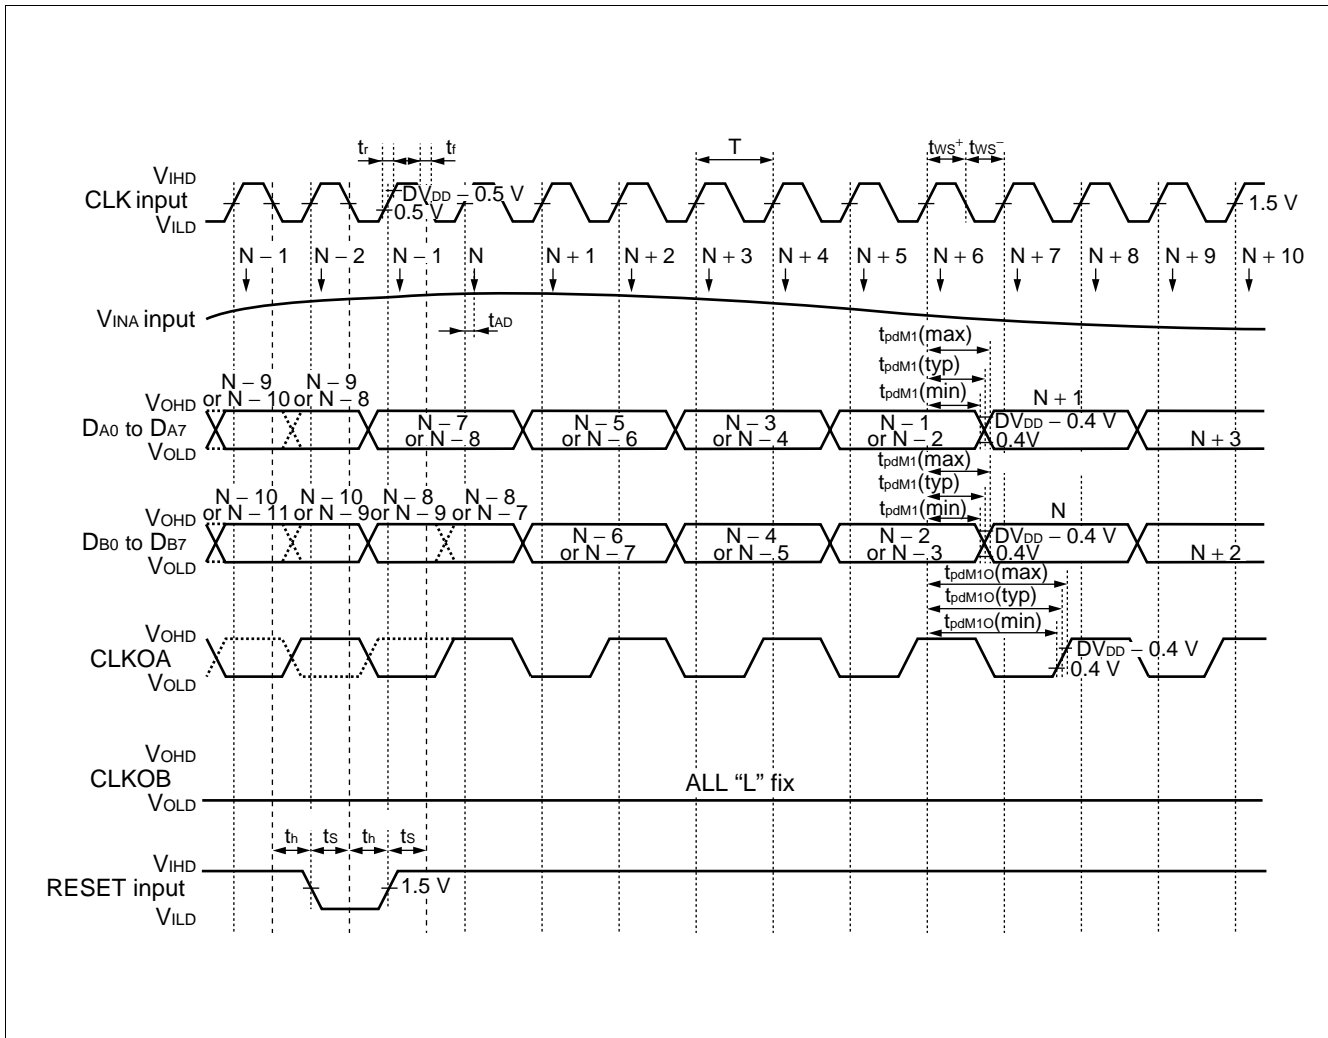 tr tf T tWS+ tWS−
VIHD
CLK input
VILD
DVDD − 0.5 V
0.5 V
1.5 V
N − 1 N − 2 N − 1 N N + 1 N + 2 N + 3 N + 4 N + 5 N + 6 N + 7 N + 8 N + 9 N + 10
VINA input
tAD
tpdM1(max)
tpdM1(typ)
tpdM1(min)
N − 9
or N − 10
N − 9
or N − 8
VOHD
DA0 to DA7
VOLD
N − 7
or N − 8
N − 5
or N − 6
N − 3
or N − 4
N − 1
or N − 2
N + 1
DVDD − 0.4 V
0.4V
N + 3
tpdM1(max)
tpdM1(typ)
tpdM1(min)
N − 10
or N − 11
N − 10
or N − 9
N − 8
or N − 9
N − 8
or N − 7
VOHD
DB0 to DB7
VOLD
N − 6
or N − 7
N − 4
or N − 5
N − 2
or N − 3
N
DVDD − 0.4 V
0.4V
N + 2
tpdM1O(max)
tpdM1O(typ)
tpdM1O(min)
VOHD
CLKOA
VOLD
DVDD − 0.4 V
0.4 V
VOHD
CLKOB
VOLD
ALL “L” fix
th tS th tS
VIHD
RESET input
VILD
1.5 V